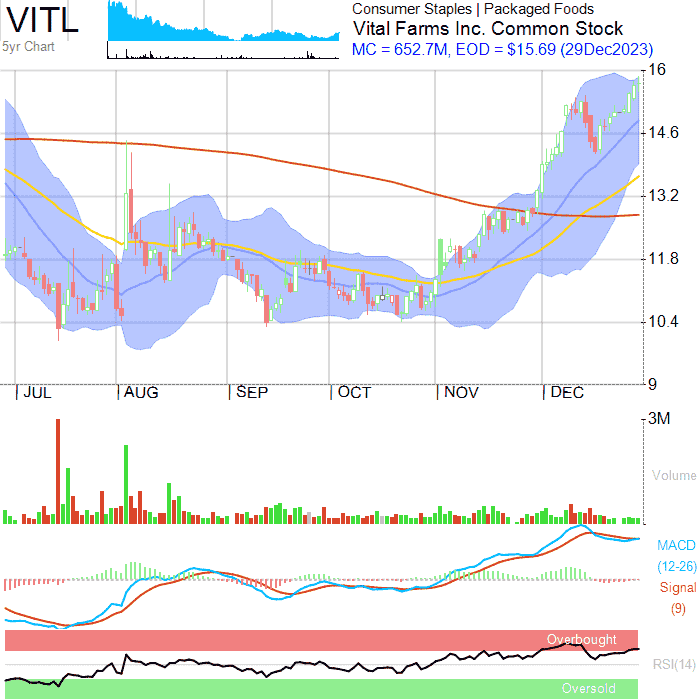 VITL
5yr Chart
Consumer Staples | Packaged Foods
Vital Farms Inc. Common Stock
MC = 652.7M, EOD = $15.69 (29Dec2023)
16
14.6
13.2
11.8
10.4
9
JUL AUG SEP OCT NOV DEC
3M
Volume
MACD
(12-26)
Signal
(9)
Overbought
RSI(14)
Oversold